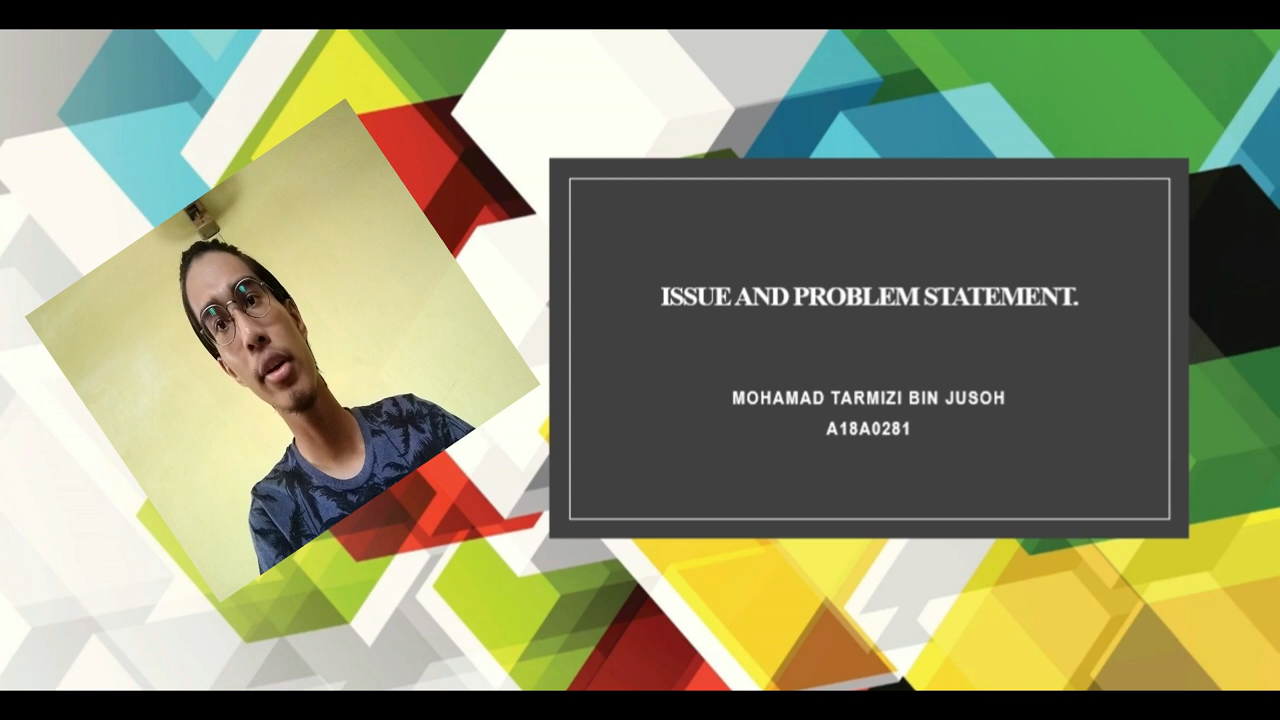 ISSUE AND PROBLEM STATEMENT.
MOHAMAD TARMIZI BIN JUSOH
A18A0281